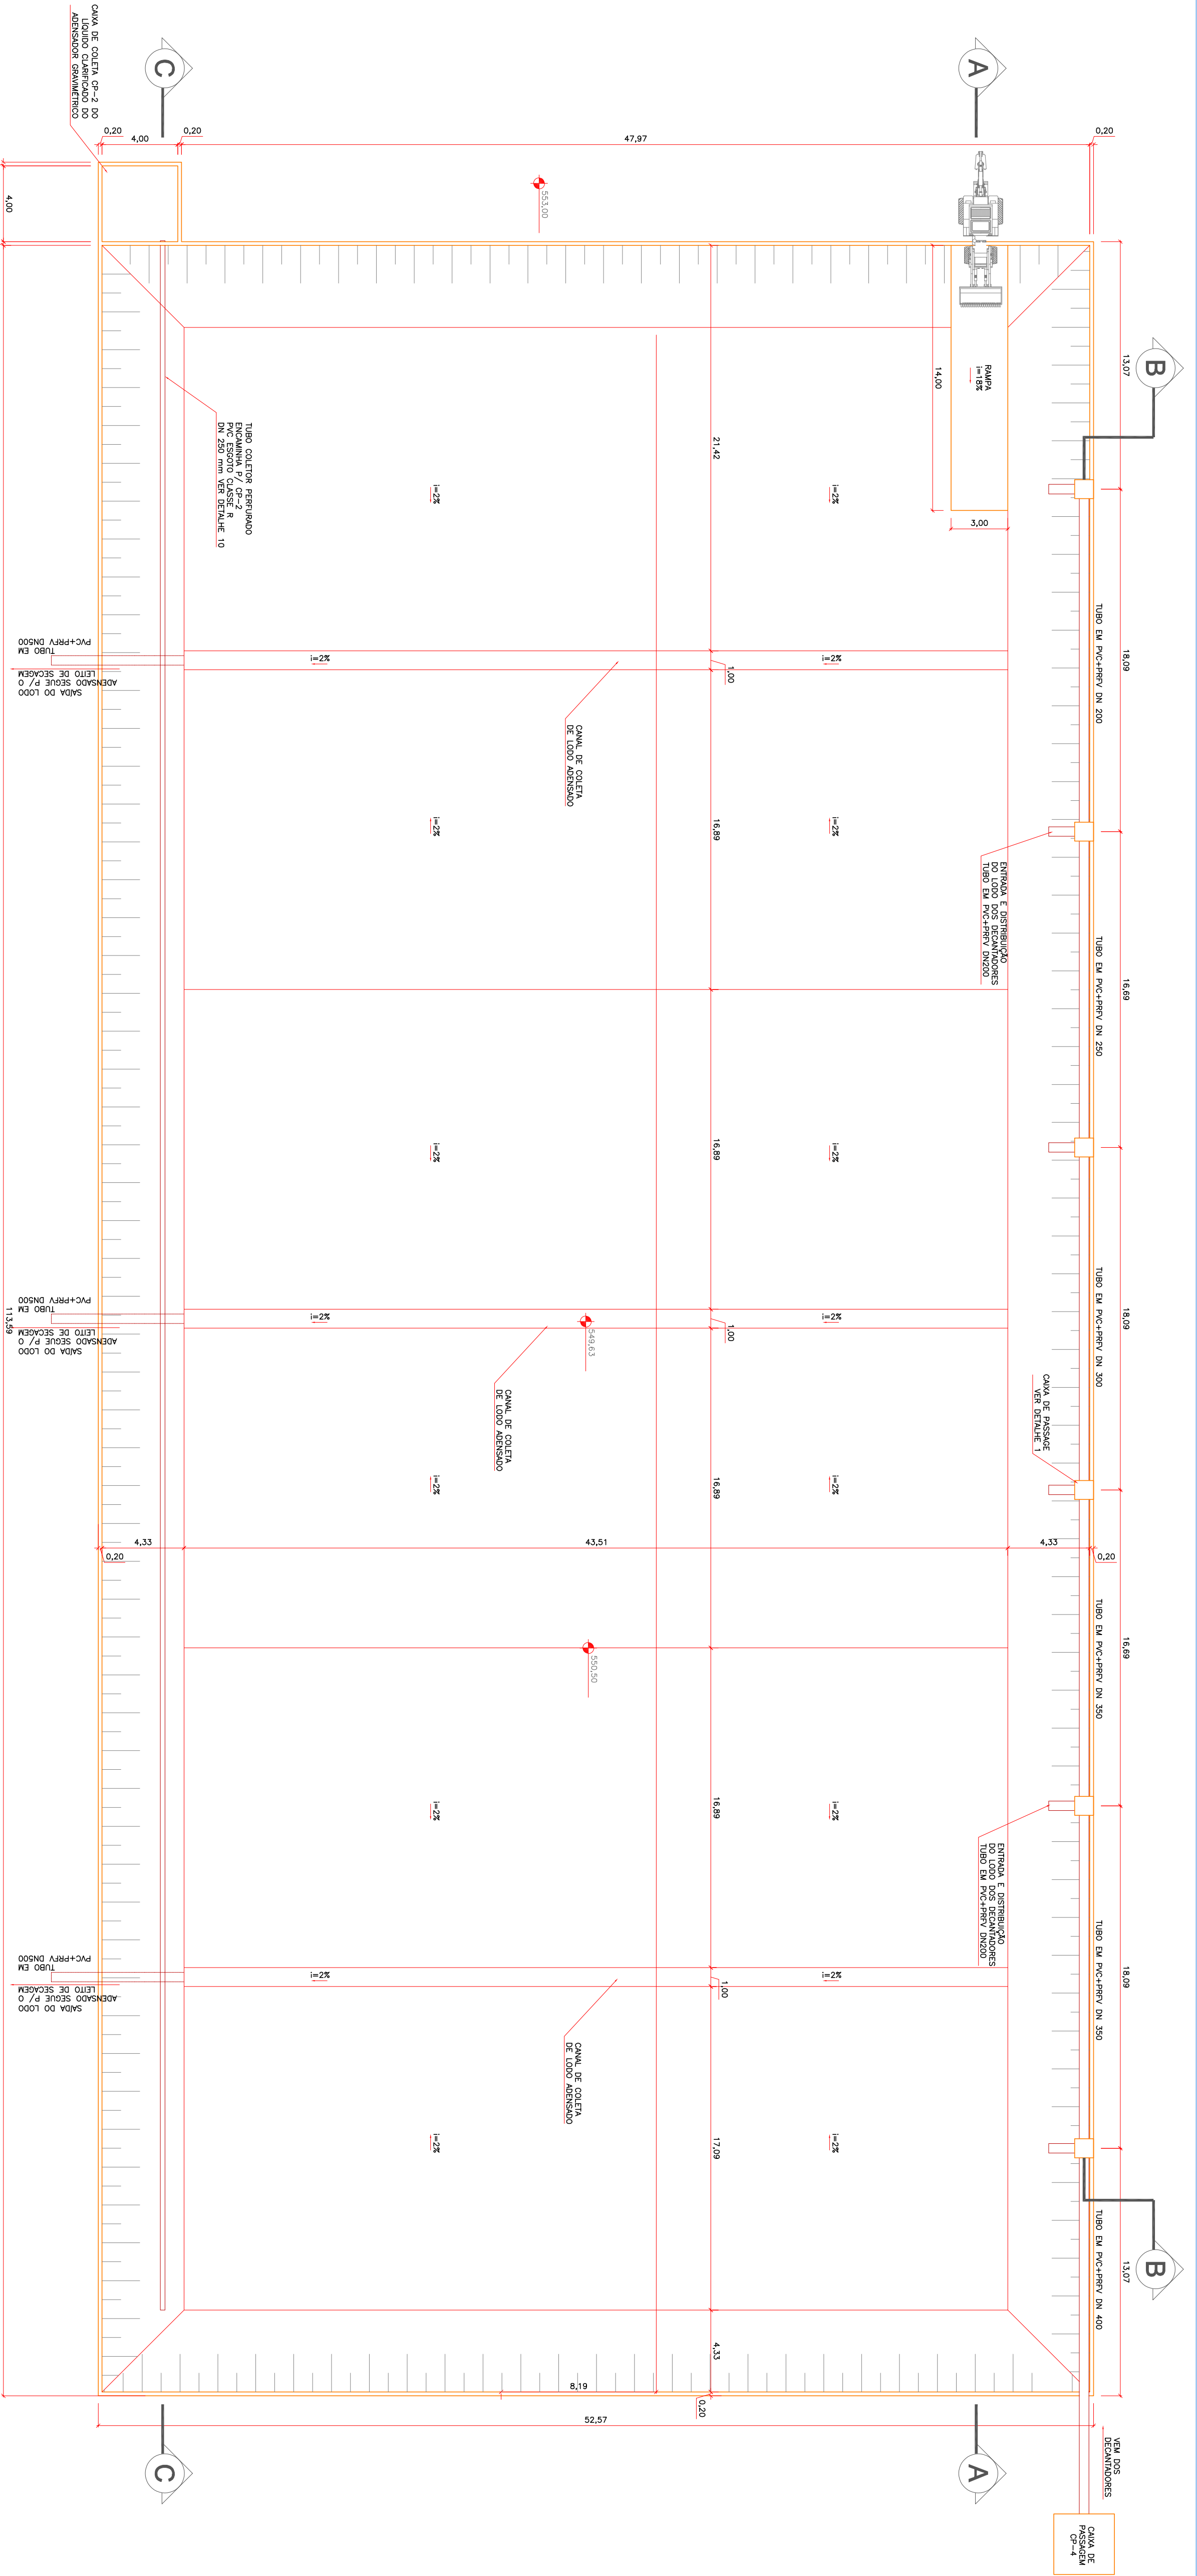 CAIXA DE COLETA CP-2 DO
LÍQUIDO CLARIFICADO DO
ADENSADOR GRAVIMÉTRICO
C
A
0,20
4,00
0,20
47,97
0,20
4,00
553,00
13,07
B
RAMPA
i=18%
14,00
3,00
21,42
i=2%
i=2%
TUBO COLETOR PERFURADO
ENCAMINHA P/ CP-2
PVC ESGOTO CLASSE R
DN 250 mm VER DETALHE 10
TUBO EM PVC+PRFV DN 200
18,09
TUBO EM
PVC+PRFV DN500
SAÍDA DO LODO
ADENSADO SEGUE P/ O
LEITO DE SECAGEM
i=2%
i=2%
1,00
CANAL DE COLETA
DE LODO ADENSADO
i=2%
16,89
i=2%
ENTRADA E DISTRIBUIÇÃO
DO LODO DOS DECANTADORES
TUBO EM PVC+PRFV DN200
TUBO EM PVC+PRFV DN 250
16,69
i=2%
16,89
i=2%
TUBO EM PVC+PRFV DN 300
18,09
TUBO EM
PVC+PRFV DN500
SAÍDA DO LODO
ADENSADO SEGUE P/ O
LEITO DE SECAGEM
113,59
i=2%
i=2%
1,00
549,63
CANAL DE COLETA
DE LODO ADENSADO
CAIXA DE PASSAGE
VER DETALHE 1
i=2%
16,89
i=2%
0,20
4,33
43,51
4,33
0,20
550,50
TUBO EM PVC+PRFV DN 350
16,69
i=2%
16,89
i=2%
ENTRADA E DISTRIBUIÇÃO
DO LODO DOS DECANTADORES
TUBO EM PVC+PRFV DN200
TUBO EM PVC+PRFV DN 350
18,09
TUBO EM
PVC+PRFV DN500
SAÍDA DO LODO
ADENSADO SEGUE P/ O
LEITO DE SECAGEM
i=2%
i=2%
1,00
CANAL DE COLETA
DE LODO ADENSADO
i=2%
17,09
i=2%
TUBO EM PVC+PRFV DN 400
13,07
B
4,33
8,19
0,20
52,57
C
A
VEM DOS
DECANTADORES
CAIXA DE
PASSAGEM
CP-4